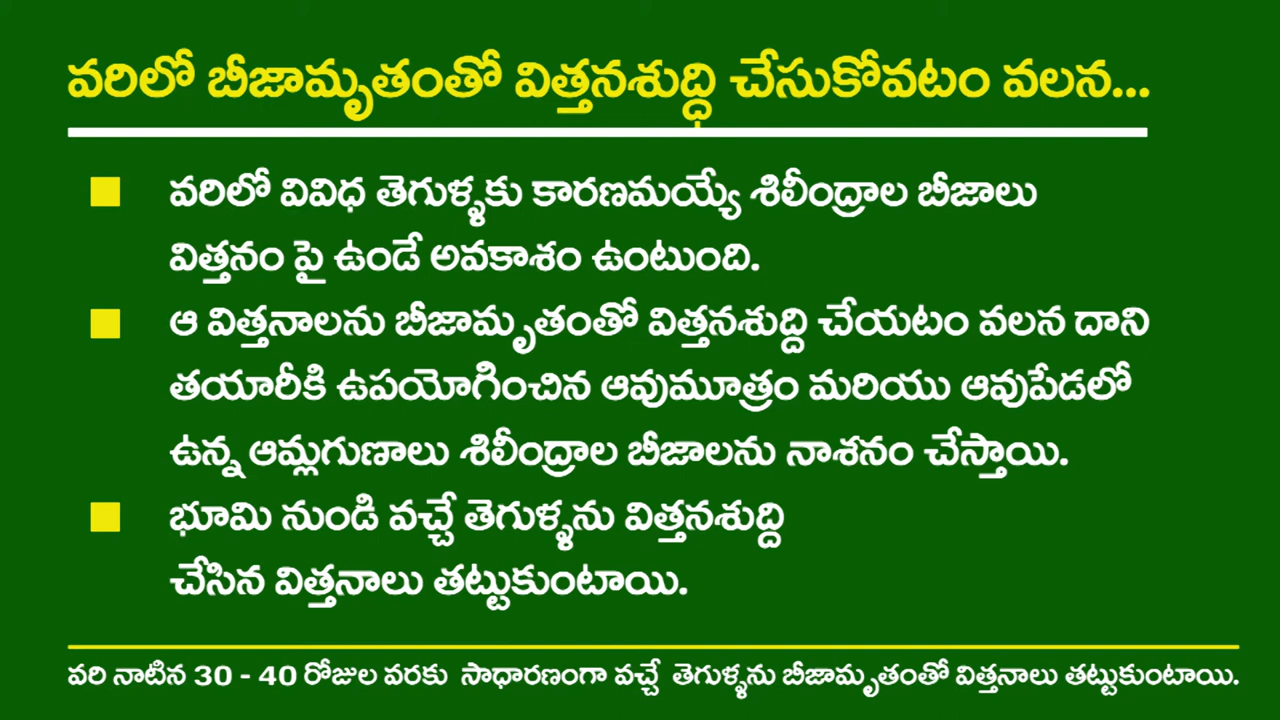 వరిలో బీజామృతంతో విత్తనశుద్ధి చేసుకోవటం వలన...
వరిలో వివిధ తెగుళ్ళకు కారణమయ్యే శిలీంద్రాల బీజాలు
విత్తనం పై ఉండే అవకాశం ఉంటుంది.
ఆ విత్తనాలను బీజామృతంతో విత్తనశుద్ది చేయటం వలన దాని
తయారీకి ఉపయోగించిన ఆవుమూత్రం మరియు ఆవుపేడలో
ఉన్న ఆమ్లగుణాలు శిలీంద్రాల బీజాలను నాశనం చేస్తాయి.
భూమి నుండి వచ్చే తెగుళ్ళను విత్తనశుద్ది
చేసిన విత్తనాలు తట్టుకుంటాయి.
వరి నాటిన 30 - 40 రోజుల వరకు సాధారణంగా వచ్చే తెగుళ్ళను బీజామృతంతో విత్తనాలు తట్టుకుంటాయి.